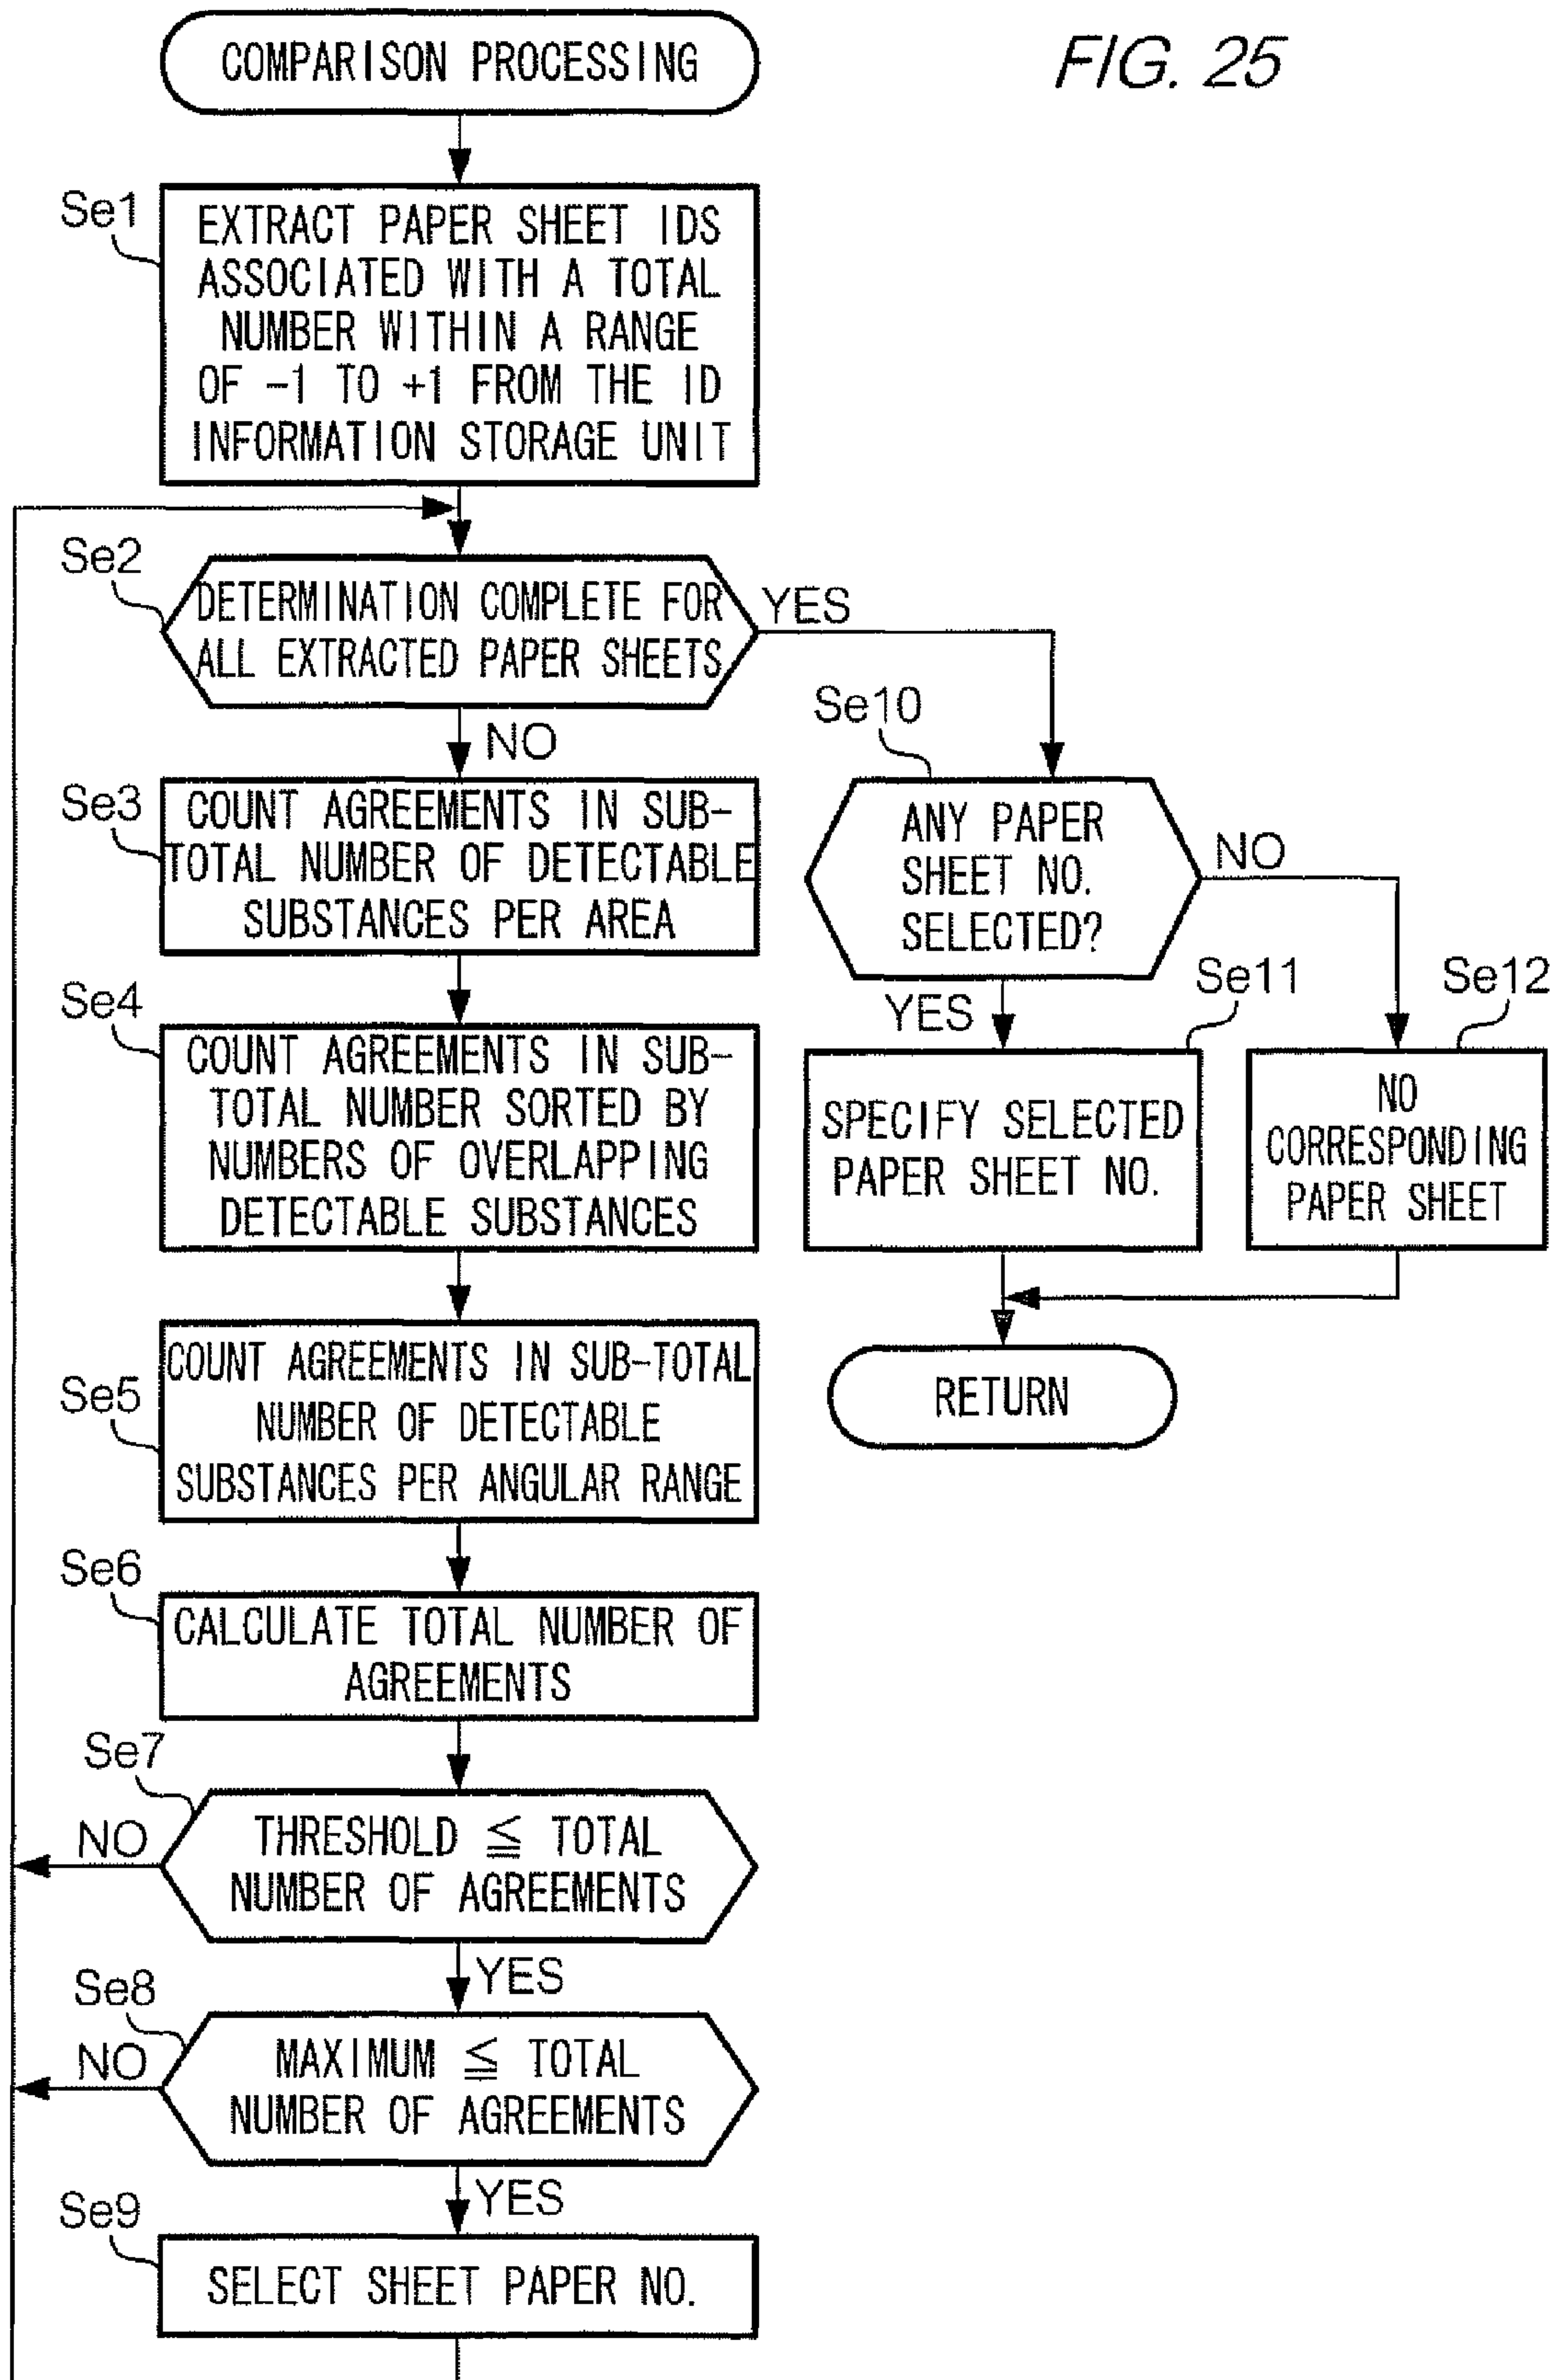 COMPARISON PROCESSING
FIG. 25
Se1
EXTRACT PAPER SHEET IDS
ASSOCIATED WITH A TOTAL
NUMBER WITHIN A RANGE
OF -1 TO +1 FROM THE ID
INFORMATION STORAGE UNIT
Se2
DETERMINATION COMPLETE FOR
ALL EXTRACTED PAPER SHEETS
YES
NO
Se3
COUNT AGREEMENTS IN SUB-
TOTAL NUMBER OF DETECTABLE
SUBSTANCES PER AREA
Se4
COUNT AGREEMENTS IN SUB-
TOTAL NUMBER SORTED BY
NUMBERS OF OVERLAPPING
DETECTABLE SUBSTANCES
Se5
COUNT AGREEMENTS IN SUB-TOTAL
NUMBER OF DETECTABLE
SUBSTANCES PER ANGULAR RANGE
Se6
CALCULATE TOTAL NUMBER OF
AGREEMENTS
Se7
THRESHOLD ≦ TOTAL
NUMBER OF AGREEMENTS
NO
YES
Se8
MAXIMUM ≦ TOTAL
NUMBER OF AGREEMENTS
NO
YES
Se9
SELECT SHEET PAPER NO.
Se10
ANY PAPER
SHEET NO.
SELECTED?
NO
YES
Se11
SPECIFY SELECTED
PAPER SHEET NO.
Se12
NO
CORRESPONDING
PAPER SHEET
RETURN